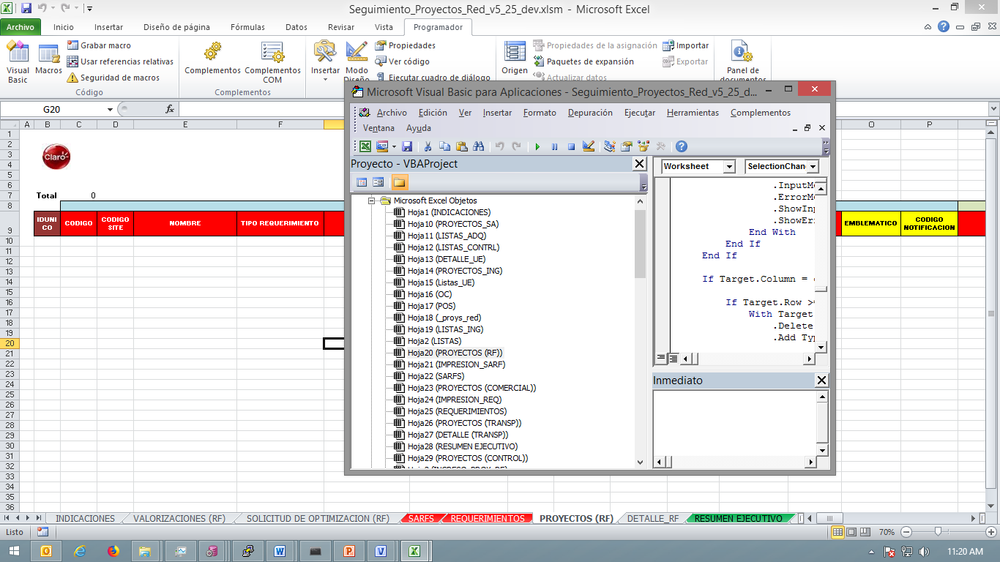 Seguimiento_Proyectos_Red_v5_25_dev.xlsm - Microsoft Excel
Archivo Inicio Insertar Diseño de página Fórmulas Datos Revisar Vista Programador
Visual Basic
Macros
Grabar macro
Usar referencias relativas
Seguridad de macros
Código
Complementos
Complementos COM
Complementos
Insertar
Modo Diseño
Propiedades
Ver código
Ejecutar cuadro de diálogo
Origen
Propiedades de la asignación
Paquetes de expansión
Actualizar datos
Importar
Exportar
Panel de documentos
G20
fx
A B C D E F O P
1
2
3
4
5
6
7
8
9
10
11
12
13
14
15
16
17
18
19
20
21
22
23
24
25
26
27
28
29
30
31
32
33
34
35
36
Claro
Total 0
IDUNICO CODIGO CODIGO SITE NOMBRE TIPO REQUERIMIENTO EMBLEMATICO CODIGO NOTIFICACION
Microsoft Visual Basic para Aplicaciones - Seguimiento_Proyectos_Red_v5_25_d...
Archivo Edición Ver Insertar Formato Depuración Ejecutar Herramientas Complementos
Ventana Ayuda
Proyecto - VBAProject
Microsoft Excel Objetos
Hoja1 (INDICACIONES)
Hoja10 (PROYECTOS_SA)
Hoja11 (LISTAS_ADQ)
Hoja12 (LISTAS_CONTRL)
Hoja13 (DETALLE_UE)
Hoja14 (PROYECTOS_ING)
Hoja15 (Listas_UE)
Hoja16 (OC)
Hoja17 (POS)
Hoja18 (_proys_red)
Hoja19 (LISTAS_ING)
Hoja2 (LISTAS)
Hoja20 (PROYECTOS (RF))
Hoja21 (IMPRESION_SARF)
Hoja22 (SARFS)
Hoja23 (PROYECTOS (COMERCIAL))
Hoja24 (IMPRESION_REQ)
Hoja25 (REQUERIMIENTOS)
Hoja26 (PROYECTOS (TRANSP))
Hoja27 (DETALLE (TRANSP))
Hoja28 (RESUMEN EJECUTIVO)
Hoja29 (PROYECTOS (CONTROL))
Worksheet SelectionChan
.InputM
.ErrorM
.ShowIn
.ShowEr
End With
End If
End If
If Target.Column =
If Target.Row >
With Target
.Delete
.Add Ty
Inmediato
INDICACIONES VALORIZACIONES (RF) SOLICITUD DE OPTIMIZACION (RF) SARFS REQUERIMIENTOS PROYECTOS (RF) DETALLE_RF RESUMEN EJECUTIVO
Listo 70%
11:20 AM